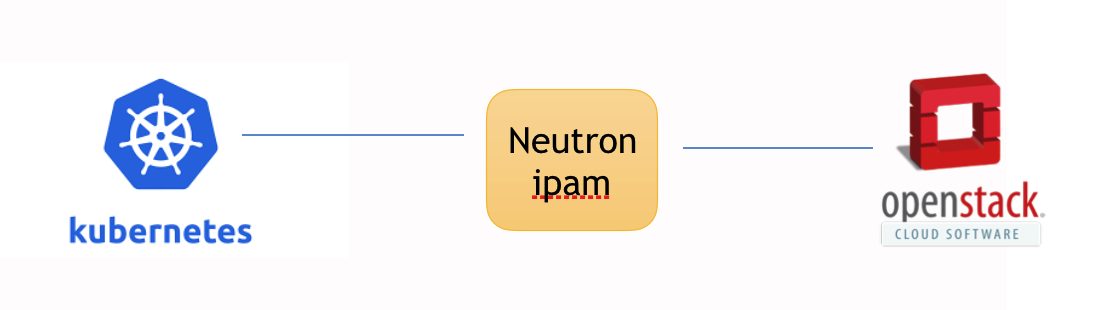 Neutron
ipam
kubernetes
openstack.
CLOUD SOFTWARE